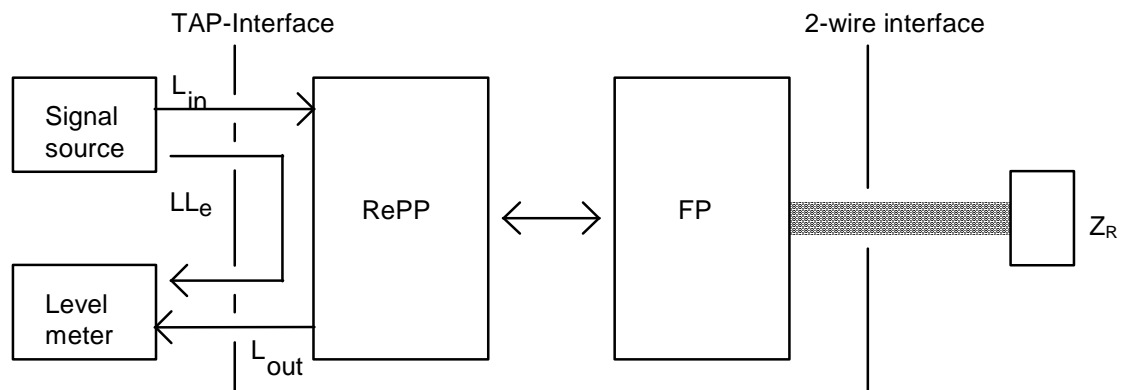 TAP-Interface
2-wire interface
Signal
source
Lin
LLe
RePP
FP
ZR
Level
meter
Lout